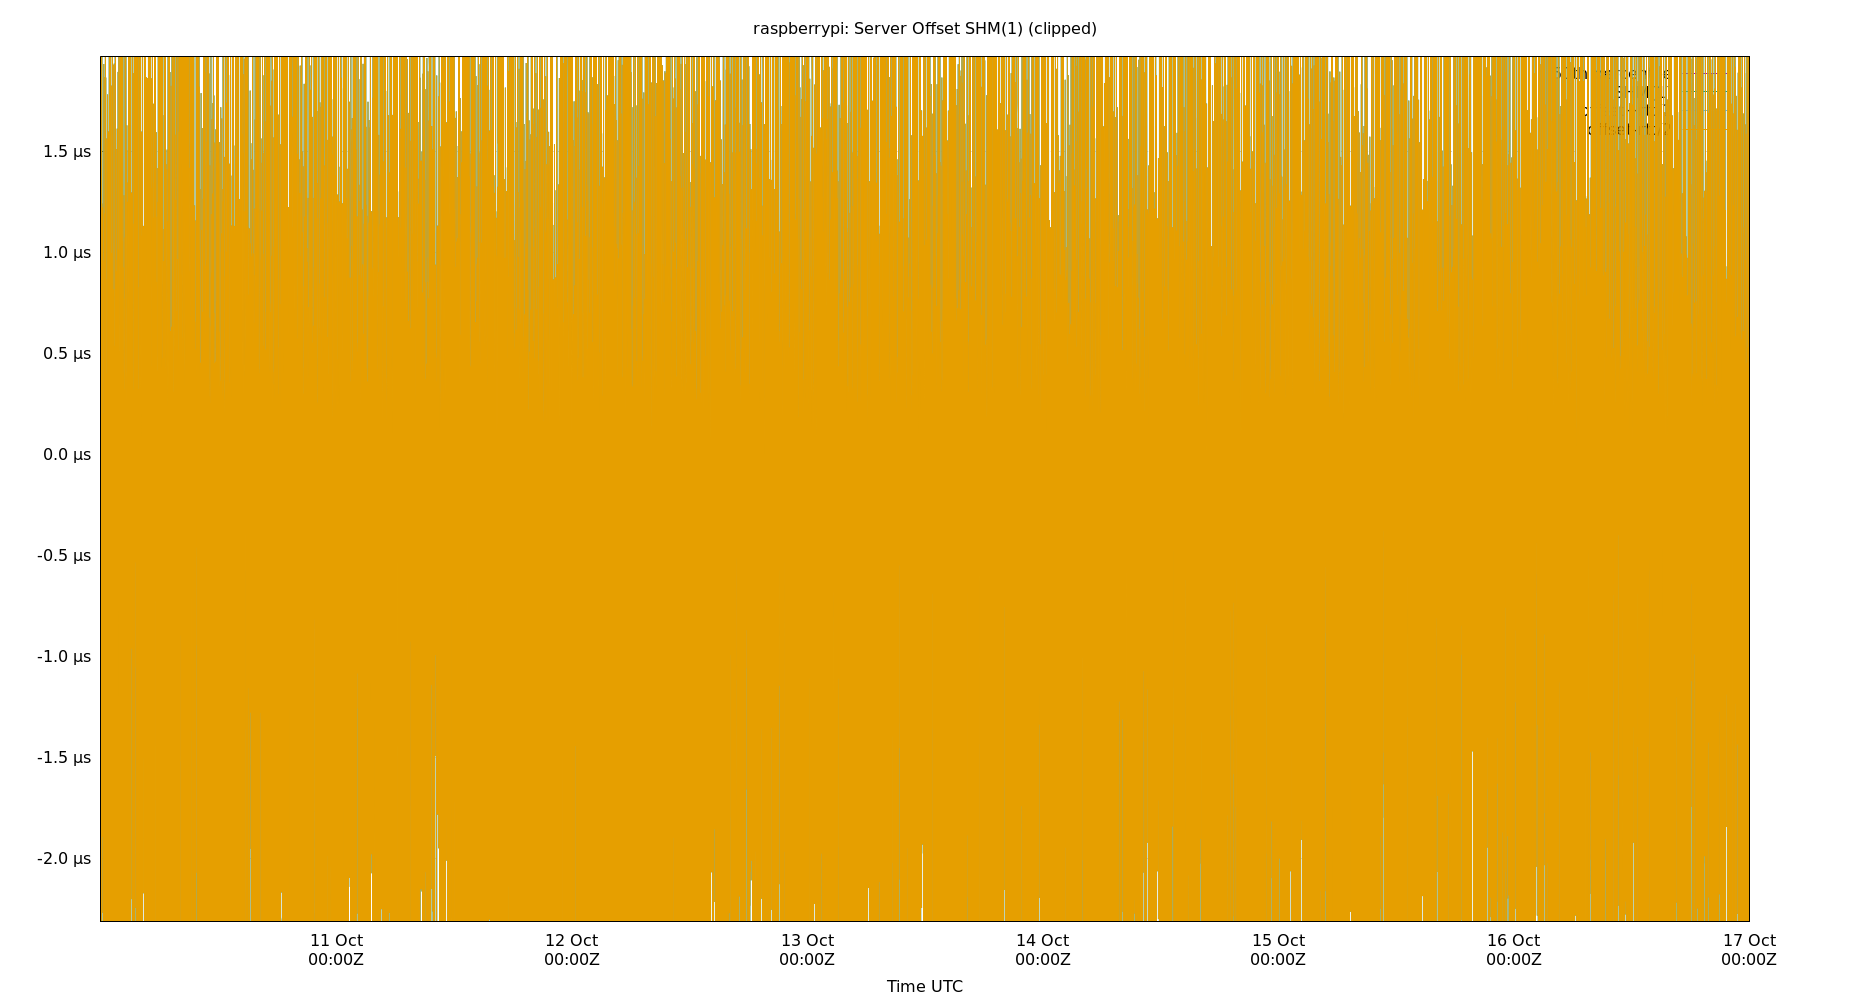 raspberrypi: Server Offset SHM(1) (clipped)
1.5 µs
1.0 µs
0.5 µs
0.0 µs
-0.5 µs
-1.0 µs
-1.5 µs
-2.0 µs
11 Oct 12 Oct 13 Oct 14 Oct 15 Oct 16 Oct 17 Oct
00:00Z 00:00Z 00:00Z 00:00Z 00:00Z 00:00Z 00:00Z
Time UTC